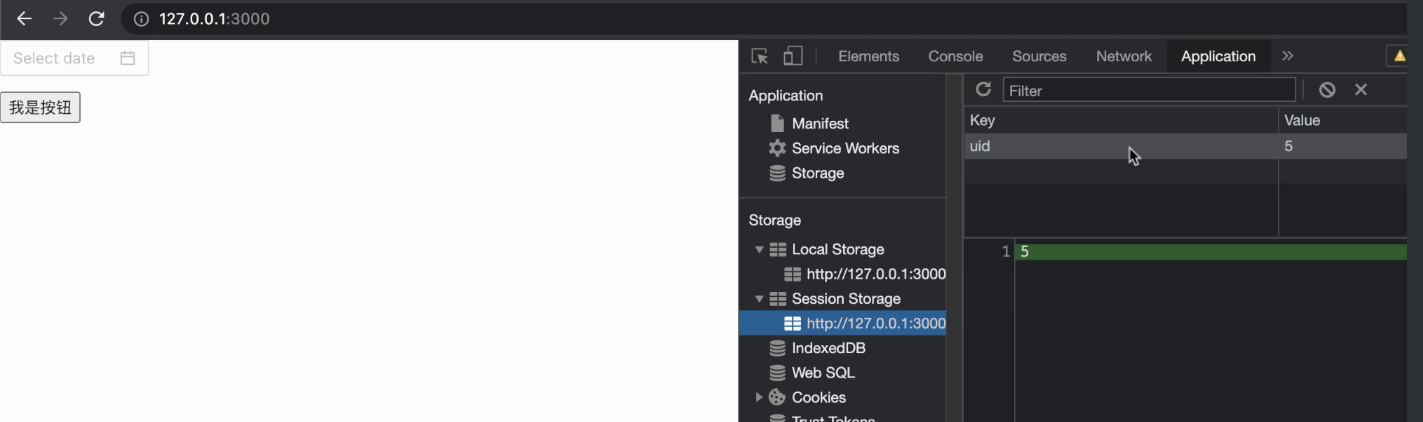 127.0.0.1:3000
Select date
我是按钮
Elements Console Sources Network Application
Application
Manifest
Service Workers
Storage
Storage
Local Storage
http://127.0.0.1:3000
Session Storage
http://127.0.0.1:3000
IndexedDB
Web SQL
Cookies
Trust Tokens
Filter
Key Value
uid 5
1 5